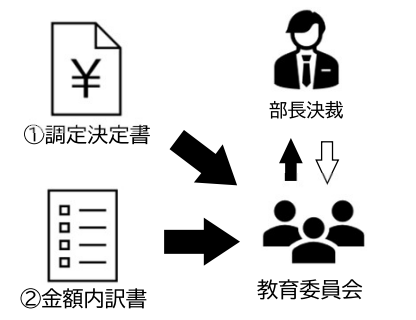 ¥
①調定決定書
部長決裁
②金額内訳書
教育委員会